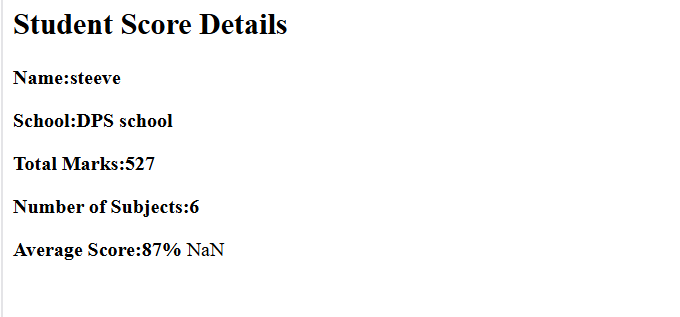 Student Score Details
Name:steeve
School:DPS school
Total Marks:527
Number of Subjects:6
Average Score:87% NaN